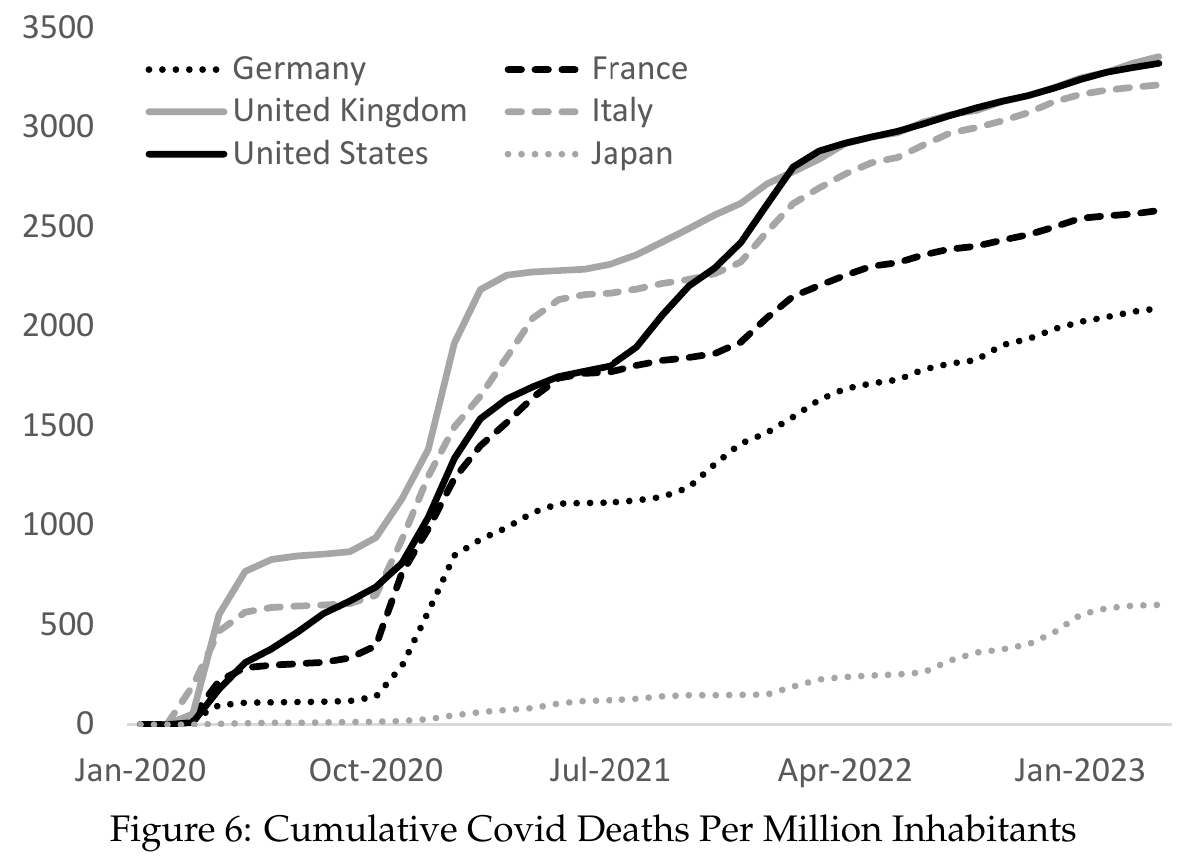 3500
3000
2500
2000
1500
1000
500
0
Germany France
United Kingdom Italy
United States Japan
Jan-2020 Oct-2020 Jul-2021 Apr-2022 Jan-2023
Figure 6: Cumulative Covid Deaths Per Million Inhabitants